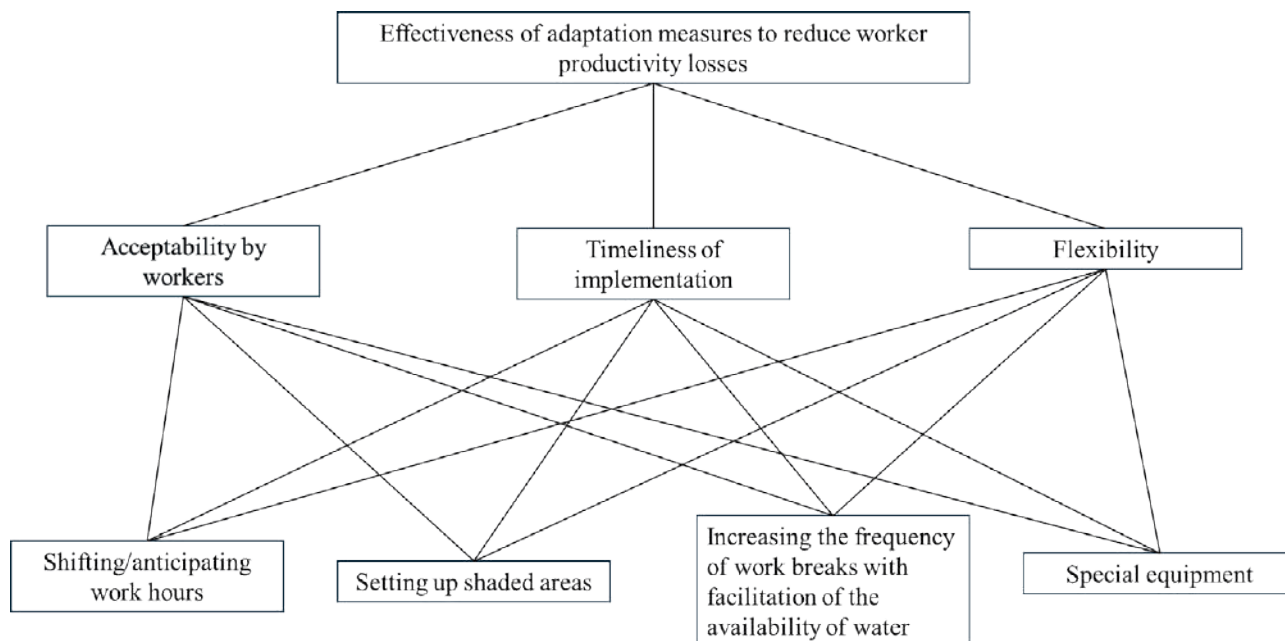 Effectiveness of adaptation measures to reduce worker
productivity losses
Acceptability by
workers
Timeliness of
implementation
Flexibility
Shifting/anticipating
work hours
Setting up shaded areas
Increasing the frequency
of work breaks with
facilitation of the
availability of water
Special equipment